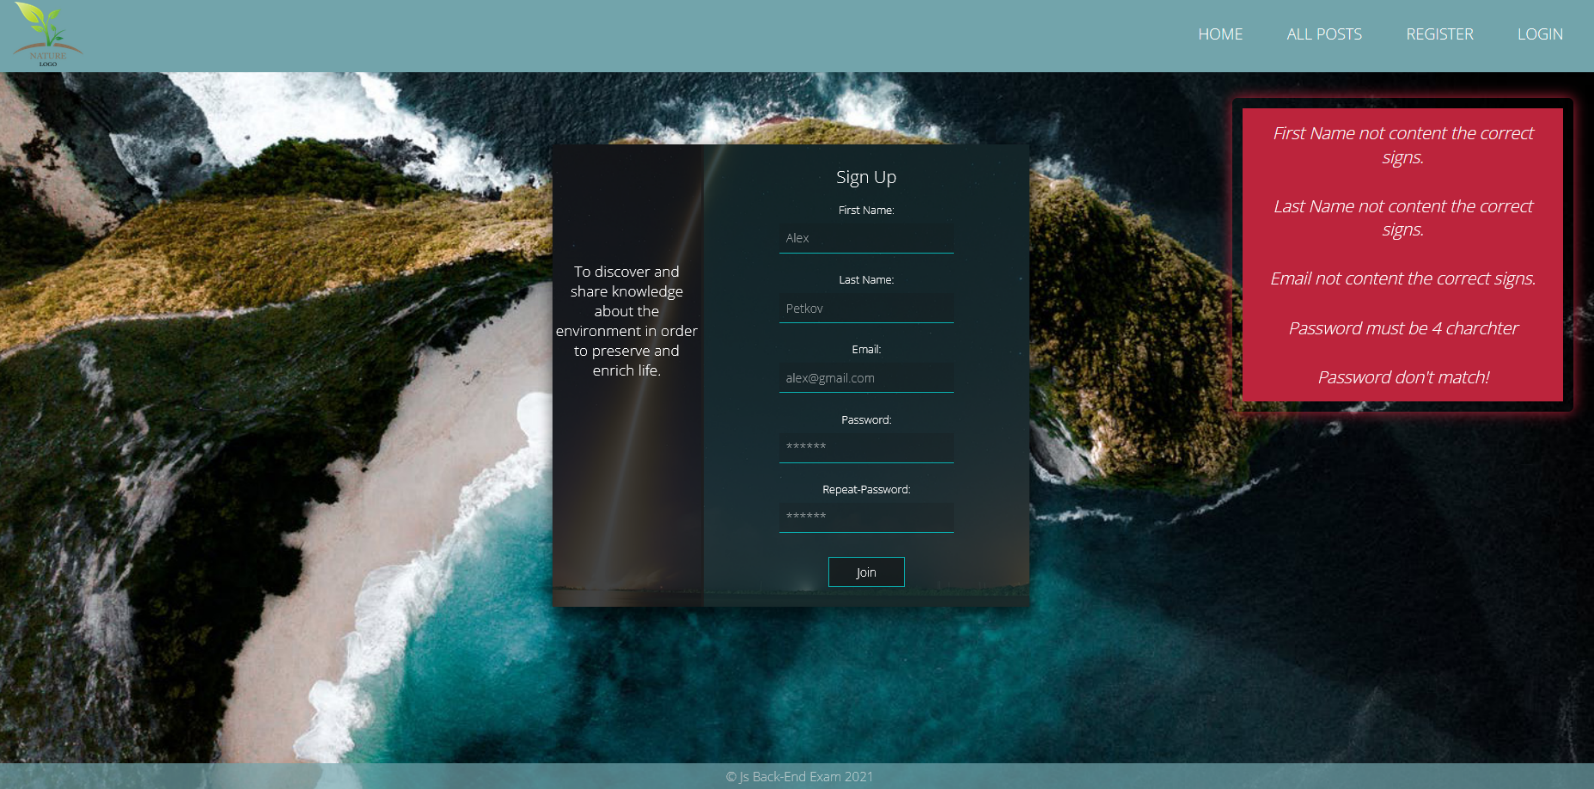 NATURE
LOGO
HOME
ALL POSTS
REGISTER
LOGIN
To discover and
share knowledge
about the
environment in order
to preserve and
enrich life.
Sign Up
First Name:
Alex
Last Name:
Petkov
Email:
alex@gmail.com
Password:
******
Repeat-Password:
******
Join
First Name not content the correct
signs.
Last Name not content the correct
signs.
Email not content the correct signs.
Password must be 4 charchter
Password don't match!
© Js Back-End Exam 2021